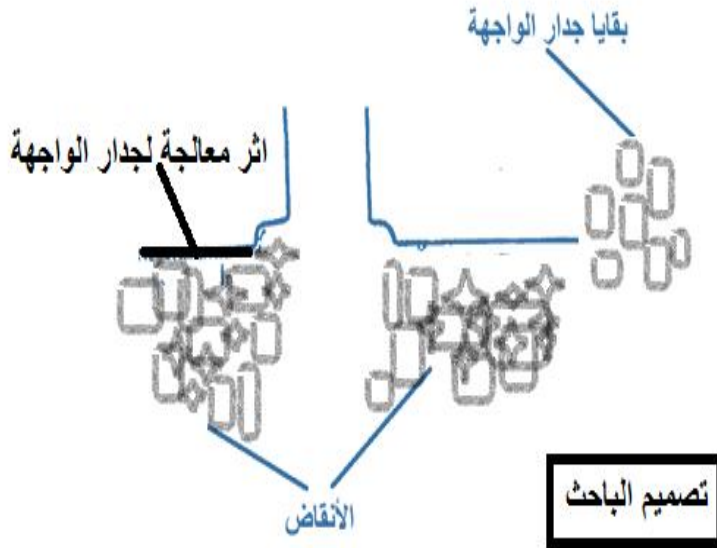 بقايا جدار الواجهة
اثر معالجة لجدار الواجهة
الأنقاض
تصميم الباحث